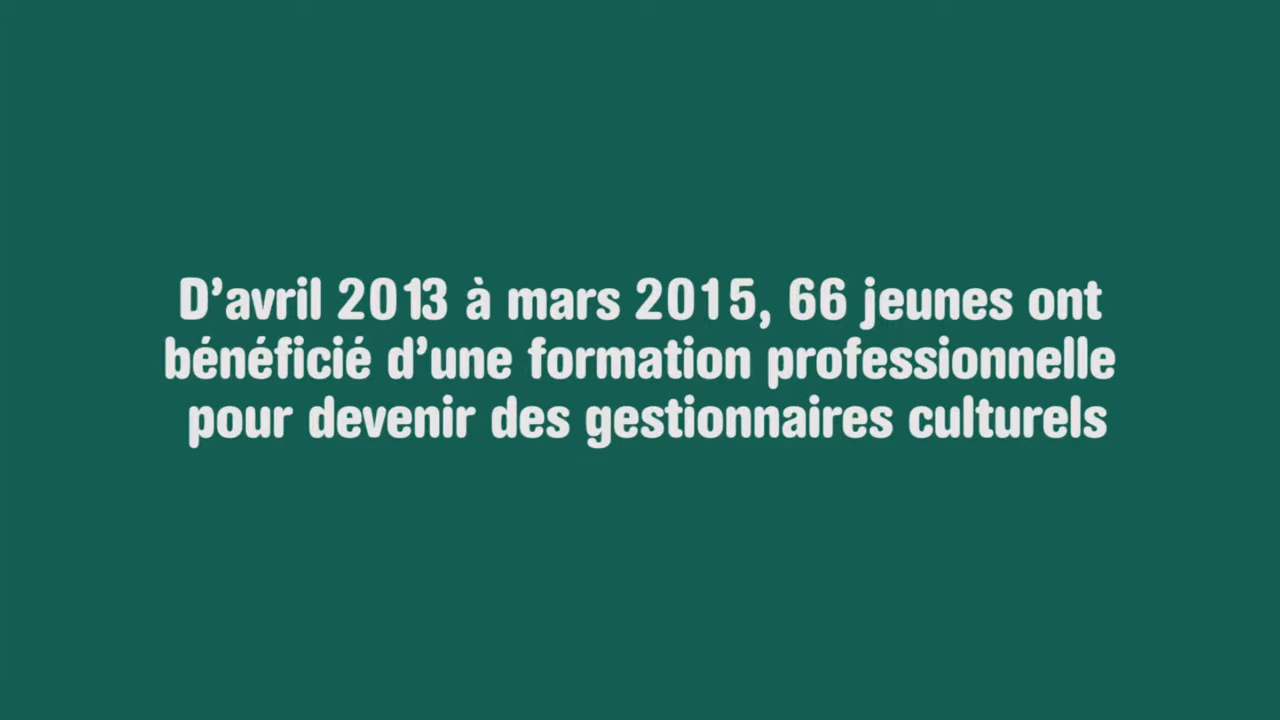 D’avril 2013 à mars 2015, 66 jeunes ont
bénéficié d’une formation professionnelle
pour devenir des gestionnaires culturels